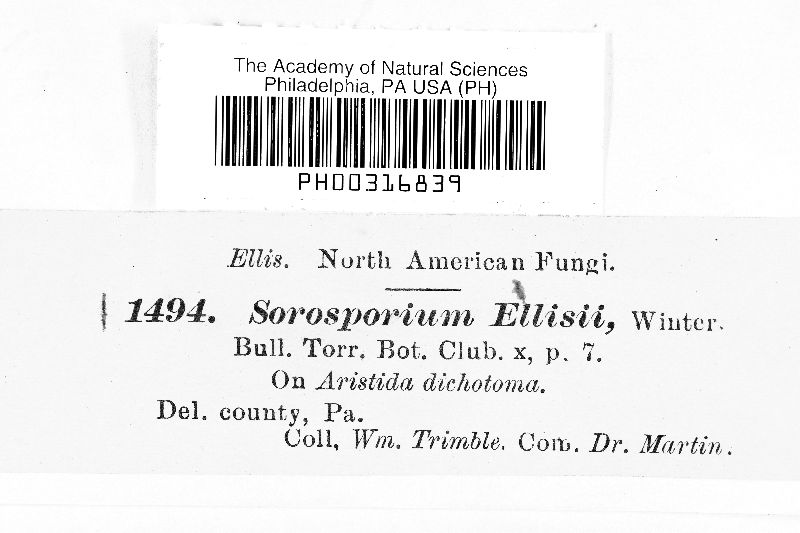 The Academy of Natural Sciences
Philadelphia, PA USA (PH)
PH00316839
Ellis. North American Fungi.
1494. Sorosporium Ellisii, Winter.
Bull. Torr. Bot. Club. x, p. 7.
On Aristida dichotoma.
Del. county, Pa.
Coll, Wm. Trimble. Com. Dr. Martin.